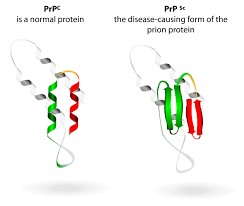 PrPC
is a normal protein
PrP Sc
the disease-causing form of the
prion protein